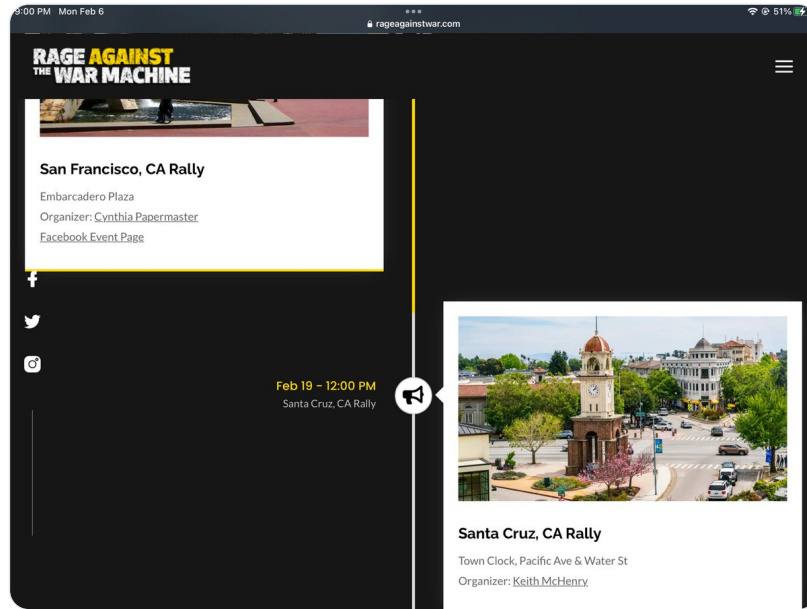 9:00 PM Mon Feb 6
rageagainstwar.com
51%
RAGE AGAINST
THE WAR MACHINE
San Francisco, CA Rally
Embarcadero Plaza
Organizer: Cynthia Papermaster
Facebook Event Page
Feb 19 - 12:00 PM
Santa Cruz, CA Rally
Santa Cruz, CA Rally
Town Clock, Pacific Ave & Water St
Organizer: Keith McHenry